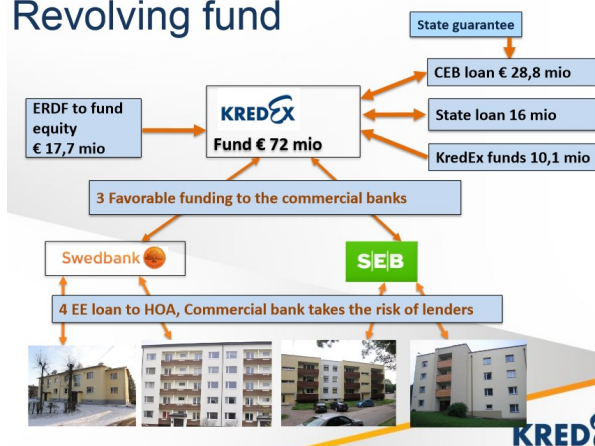 Revolving fund
State guarantee
CEB loan € 28,8 mio
ERDF to fund
equity
€ 17,7 mio
KREDEX
Fund € 72 mio
State loan 16 mio
KredEx funds 10,1 mio
3 Favorable funding to the commercial banks
Swedbank
SEB
4 EE loan to HOA, Commercial bank takes the risk of lenders
KREDE